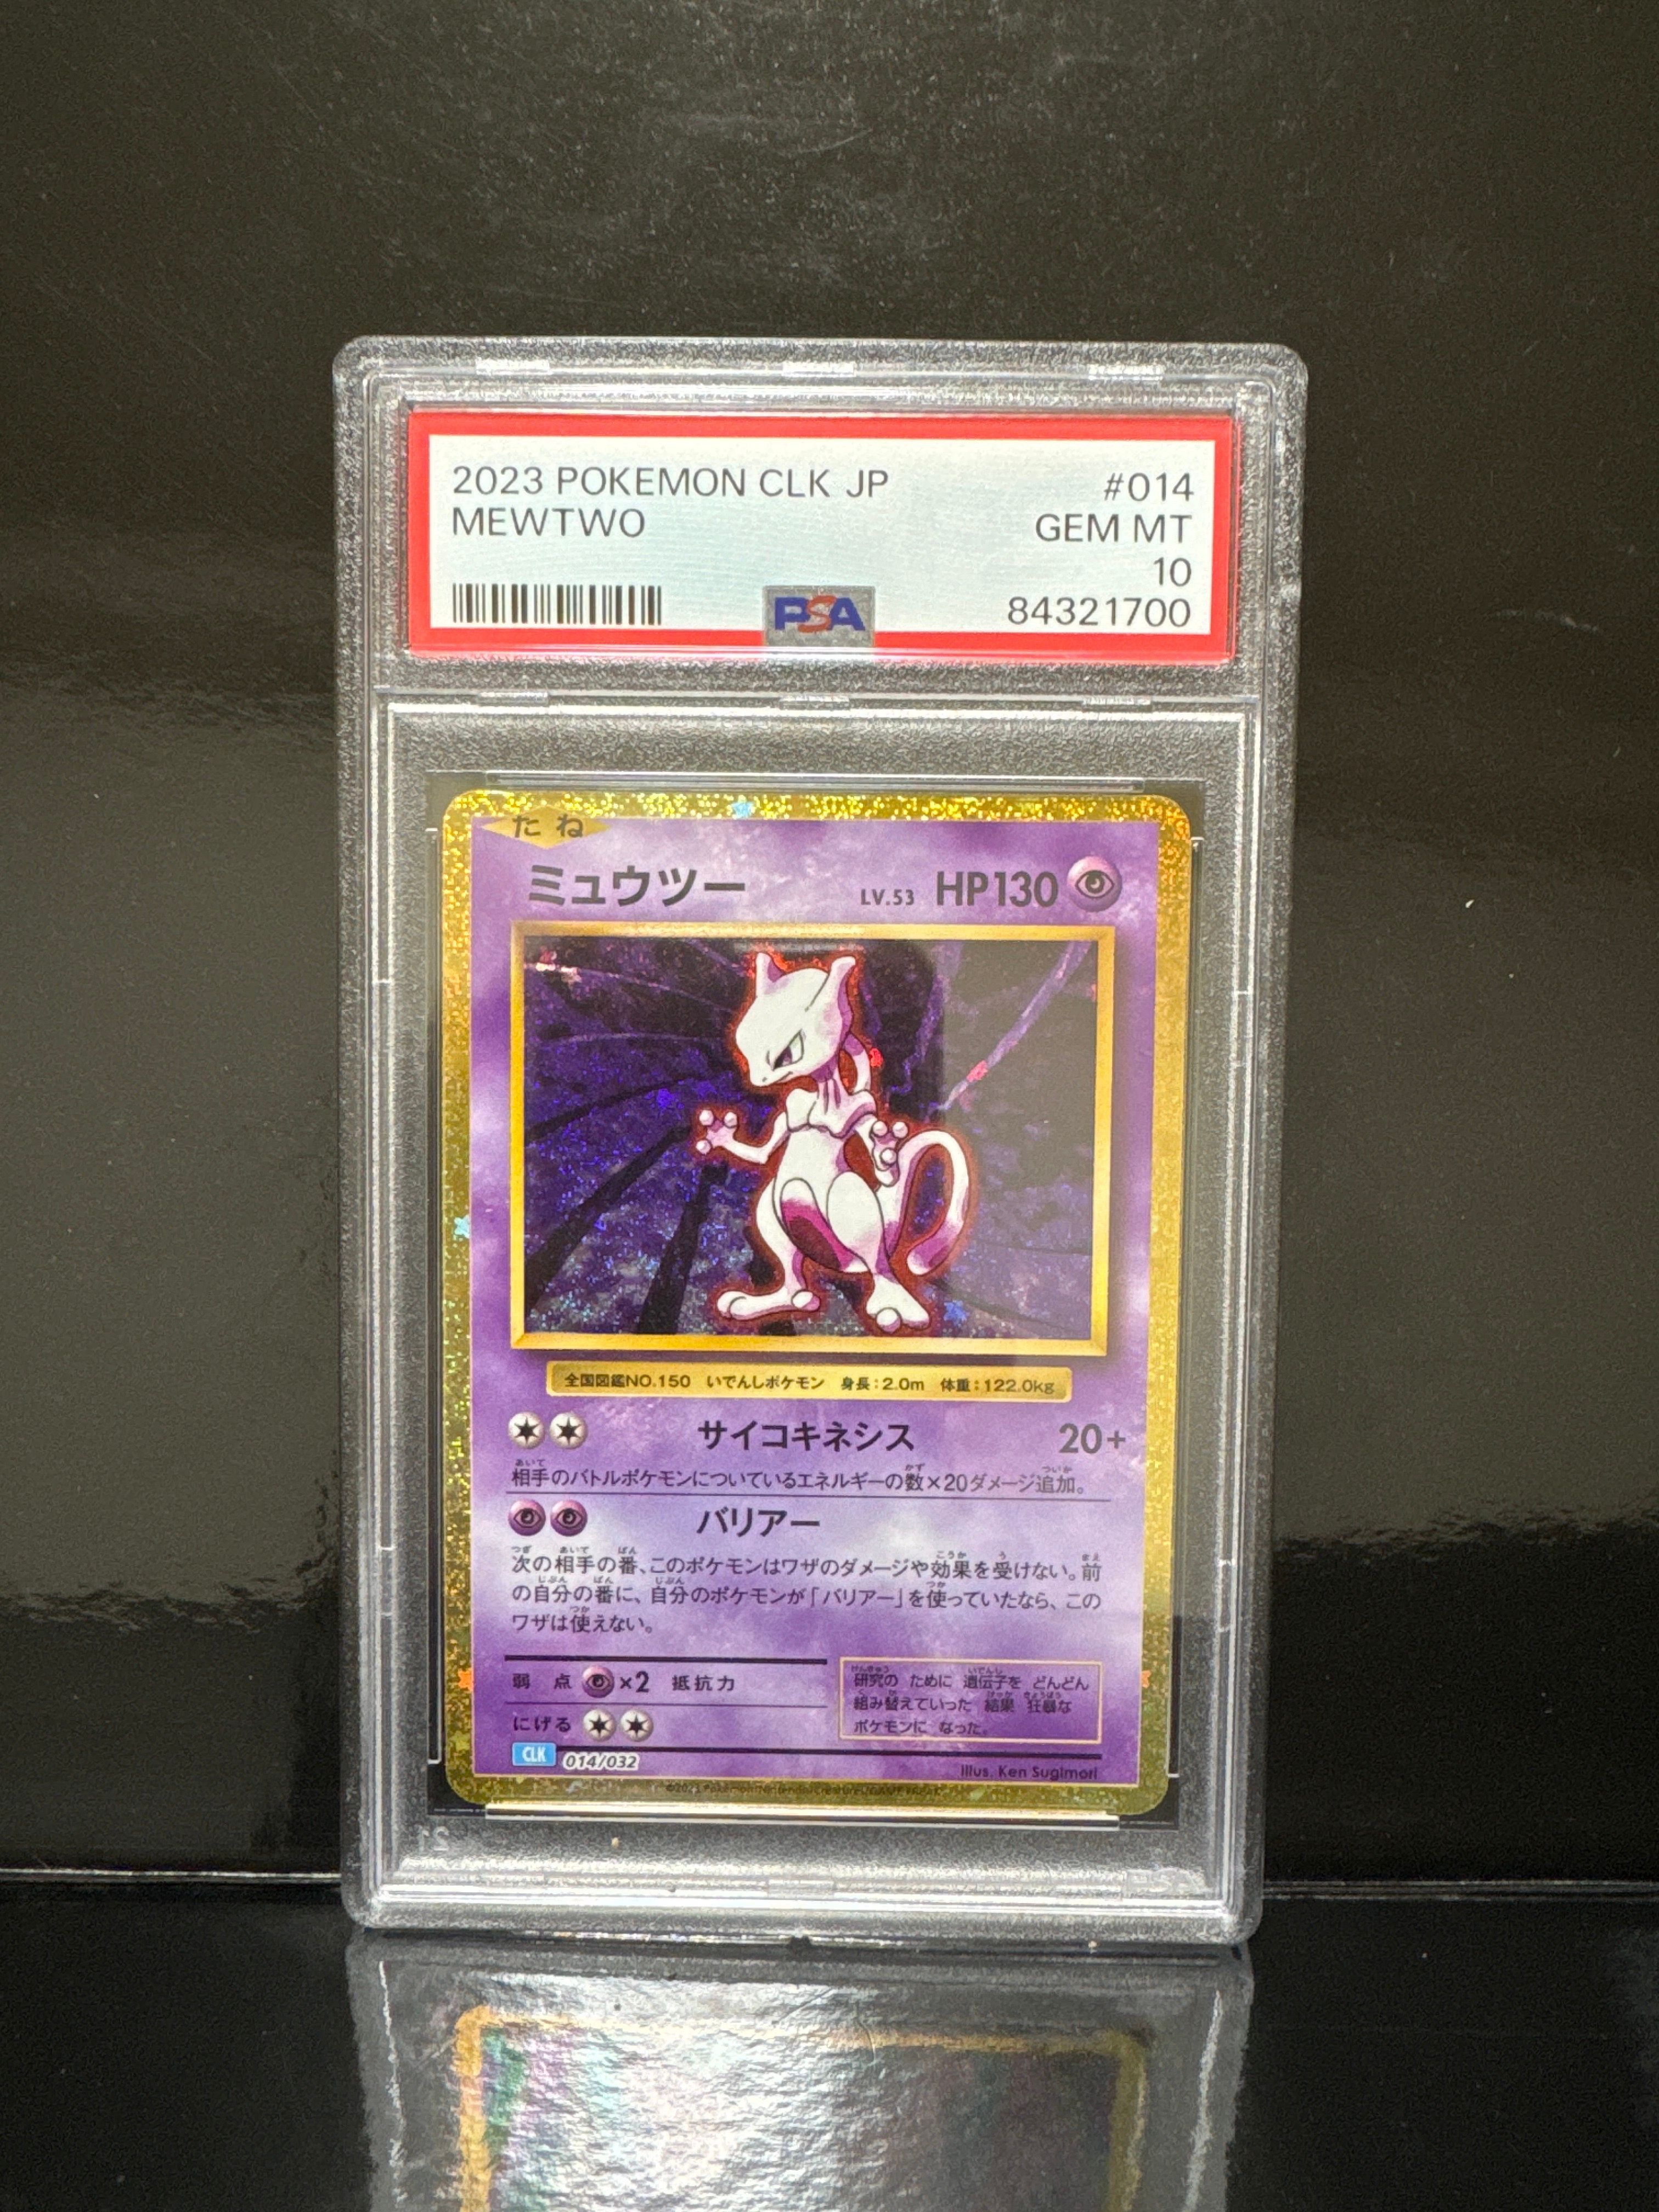 2023 POKEMON CLK JP #014
MEWTWO GEM MT
10
PSA 84321700
たね
ミュウツー LV.53 HP130
全国図鑑NO.150 いでんしポケモン 身長:2.0m 体重:122.0kg
サイコキネシス 20+
相手のバトルポケモンについているエネルギーの数×20ダメージ追加。
バリアー
次の相手の番、このポケモンはワザのダメージや効果を受けない。前
の自分の番に、自分のポケモンが「バリアー」を使っていたなら、この
ワザは使えない。
弱点 ×2 抵抗力
にげる
研究の ために 遺伝子を どんどん
組み替えていった 結果 狂暴な
ポケモンに なった。
CLK 014/032
Illus. Ken Sugimori